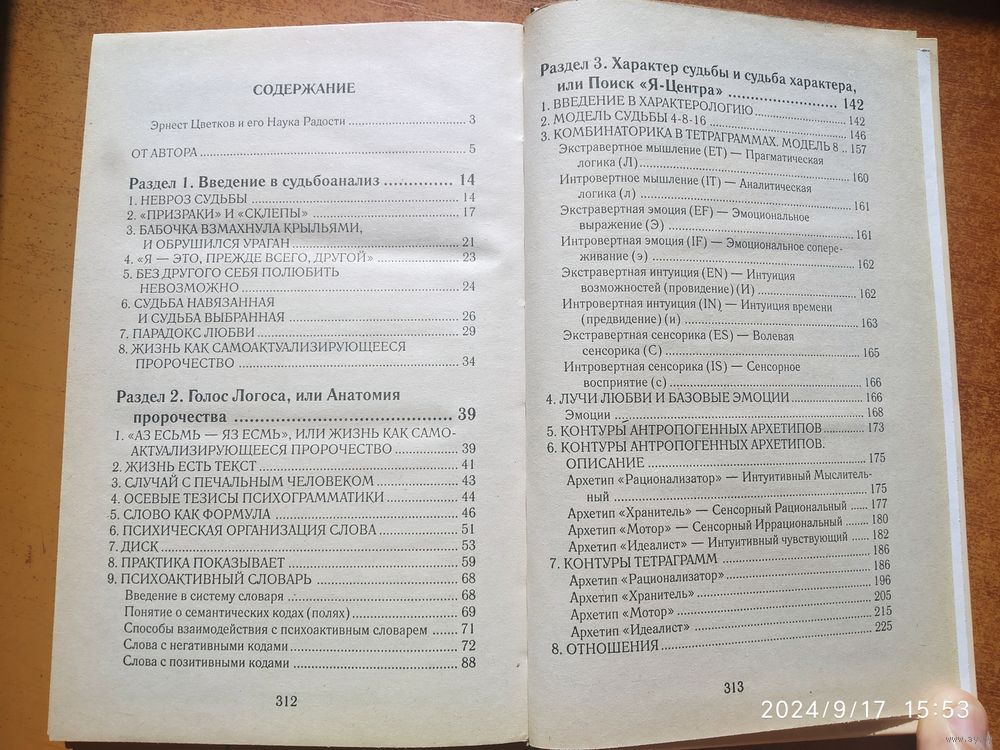 СОДЕРЖАНИЕ
Эрнест Цветков и его Наука Радости ..................... 3
ОТ АВТОРА ..................... 5
Раздел 1. Введение в судьбоанализ ............. 14
1. НЕВРОЗ СУДЬБЫ ..................... 14
2. «ПРИЗРАКИ» И «СКЛЕПЫ» ..................... 17
3. БАБОЧКА ВЗМАХНУЛА КРЫЛЬЯМИ,
И ОБРУШИЛСЯ УРАГАН ..................... 21
4. «Я — ЭТО, ПРЕЖДЕ ВСЕГО, ДРУГОЙ» ..................... 23
5. БЕЗ ДРУГОГО СЕБЯ ПОЛЮБИТЬ
НЕВОЗМОЖНО ..................... 24
6. СУДЬБА НАВЯЗАННАЯ
И СУДЬБА ВЫБРАННАЯ ..................... 26
7. ПАРАДОКС ЛЮБВИ ..................... 29
8. ЖИЗНЬ КАК САМОАКТУАЛИЗИРУЮЩЕЕСЯ
ПРОРОЧЕСТВО ..................... 34
Раздел 2. Голос Логоса, или Анатомия
пророчества ..................... 39
1. «АЗ ЕСЬМЬ — ЯЗ ЕСМЬ», ИЛИ ЖИЗНЬ КАК САМО-
АКТУАЛИЗИРУЮЩЕЕСЯ ПРОРОЧЕСТВО ............. 39
2. ЖИЗНЬ ЕСТЬ ТЕКСТ ..................... 41
3. СЛУЧАЙ С ПЕЧАЛЬНЫМ ЧЕЛОВЕКОМ ..................... 43
4. ОСЕВЫЕ ТЕЗИСЫ ПСИХОГРАММАТИКИ ............. 44
5. СЛОВО КАК ФОРМУЛА ..................... 46
6. ПСИХИЧЕСКАЯ ОРГАНИЗАЦИЯ СЛОВА ............. 51
7. ДИСК ..................... 53
8. ПРАКТИКА ПОКАЗЫВАЕТ ..................... 59
9. ПСИХОАКТИВНЫЙ СЛОВАРЬ ..................... 68
Введение в систему словаря ..................... 68
Понятие о семантических кодах (полях) ............. 69
Способы взаимодействия с психоактивным словарем ...... 71
Слова с негативными кодами ..................... 72
Слова с позитивными кодами ..................... 88
312
Раздел 3. Характер судьбы и судьба характера,
или Поиск «Я-Центра» ..................... 142
1. ВВЕДЕНИЕ В ХАРАКТЕРОЛОГИЮ ..................... 142
2. МОДЕЛЬ СУДЬБЫ 4-8-16 ..................... 146
3. КОМБИНАТОРИКА В ТЕТРАГРАММАХ. МОДЕЛЬ 8 .. 157
Экстравертное мышление (ET) — Прагматическая
логика (Л) ..................... 160
Интровертное мышление (IT) — Аналитическая
логика (л) ..................... 161
Экстравертная эмоция (EF) — Эмоциональное
выражение (Э) ..................... 161
Интровертная эмоция (IF) — Эмоциональное сопере-
живание (э) ..................... 162
Экстравертная интуиция (EN) — Интуиция
возможностей (провидение) (И) ..................... 162
Интровертная интуиция (IN) — Интуиция времени
(предвидение) (и) ..................... 163
Экстравертная сенсорика (ES) — Волевая
сенсорика (С) ..................... 165
Интровертная сенсорика (IS) — Сенсорное
восприятие (с) ..................... 166
4. ЛУЧИ ЛЮБВИ И БАЗОВЫЕ ЭМОЦИИ ............. 166
Эмоции ..................... 168
5. КОНТУРЫ АНТРОПОГЕННЫХ АРХЕТИПОВ ......... 173
6. КОНТУРЫ АНТРОПОГЕННЫХ АРХЕТИПОВ.
ОПИСАНИЕ ..................... 175
Архетип «Рационализатор» — Интуитивный Мыслитель-
ный ..................... 175
Архетип «Хранитель» — Сенсорный Рациональный ...... 177
Архетип «Мотор» — Сенсорный Иррациональный ...... 180
Архетип «Идеалист» — Интуитивный чувствующий ...... 182
7. КОНТУРЫ ТЕТРАГРАММ ..................... 186
Архетип «Рационализатор» ..................... 186
Архетип «Хранитель» ..................... 196
Архетип «Мотор» ..................... 205
Архетип «Идеалист» ..................... 215
8. ОТНОШЕНИЯ ..................... 225
313
2024/9/17 15:53